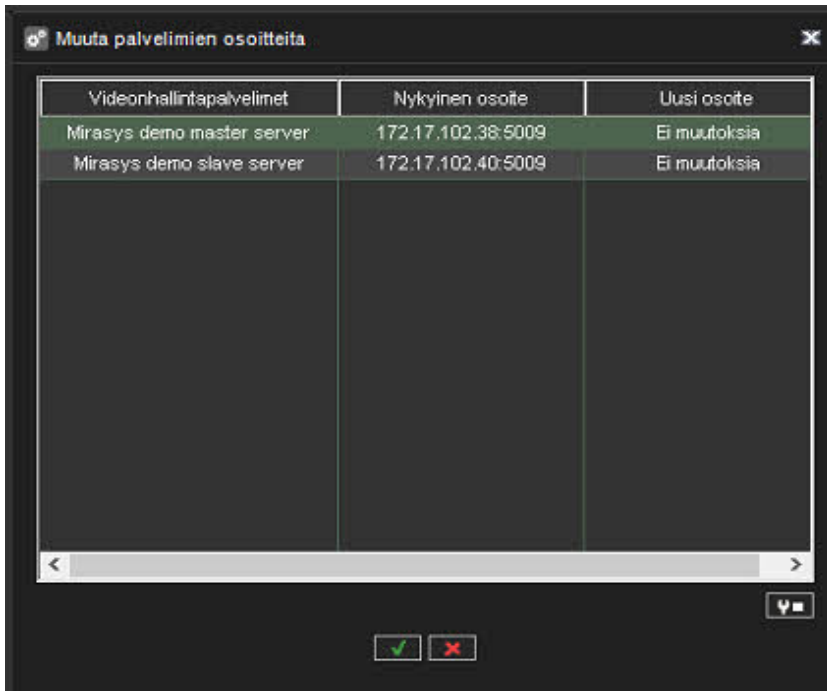 Muuta palvelimien osoitteita
Videonhallintapalvelimet Nykyinen osoite Uusi osoite
Mirasys demo master server 172.17.102.38:5009 Ei muutoksia
Mirasys demo slave server 172.17.102.40:5009 Ei muutoksia